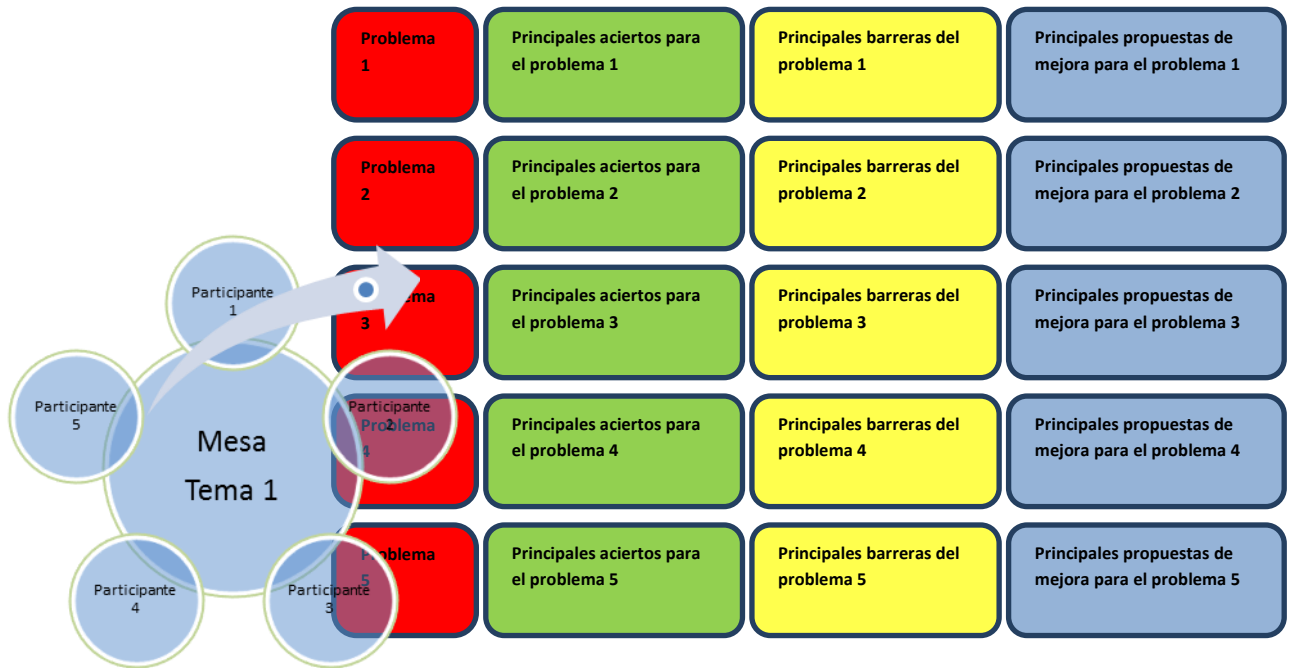 Problema
1
Principales aciertos para
el problema 1
Principales barreras del
problema 1
Principales propuestas de
mejora para el problema 1
Problema
2
Principales aciertos para
el problema 2
Principales barreras del
problema 2
Principales propuestas de
mejora para el problema 2
ema
3
Principales aciertos para
el problema 3
Principales barreras del
problema 3
Principales propuestas de
mejora para el problema 3
Problema
4
Principales aciertos para
el problema 4
Principales barreras del
problema 4
Principales propuestas de
mejora para el problema 4
Problema
5
Principales aciertos para
el problema 5
Principales barreras del
problema 5
Principales propuestas de
mejora para el problema 5
Mesa
Tema 1
Participante
1
Participante
2
Participante
3
Participante
4
Participante
5